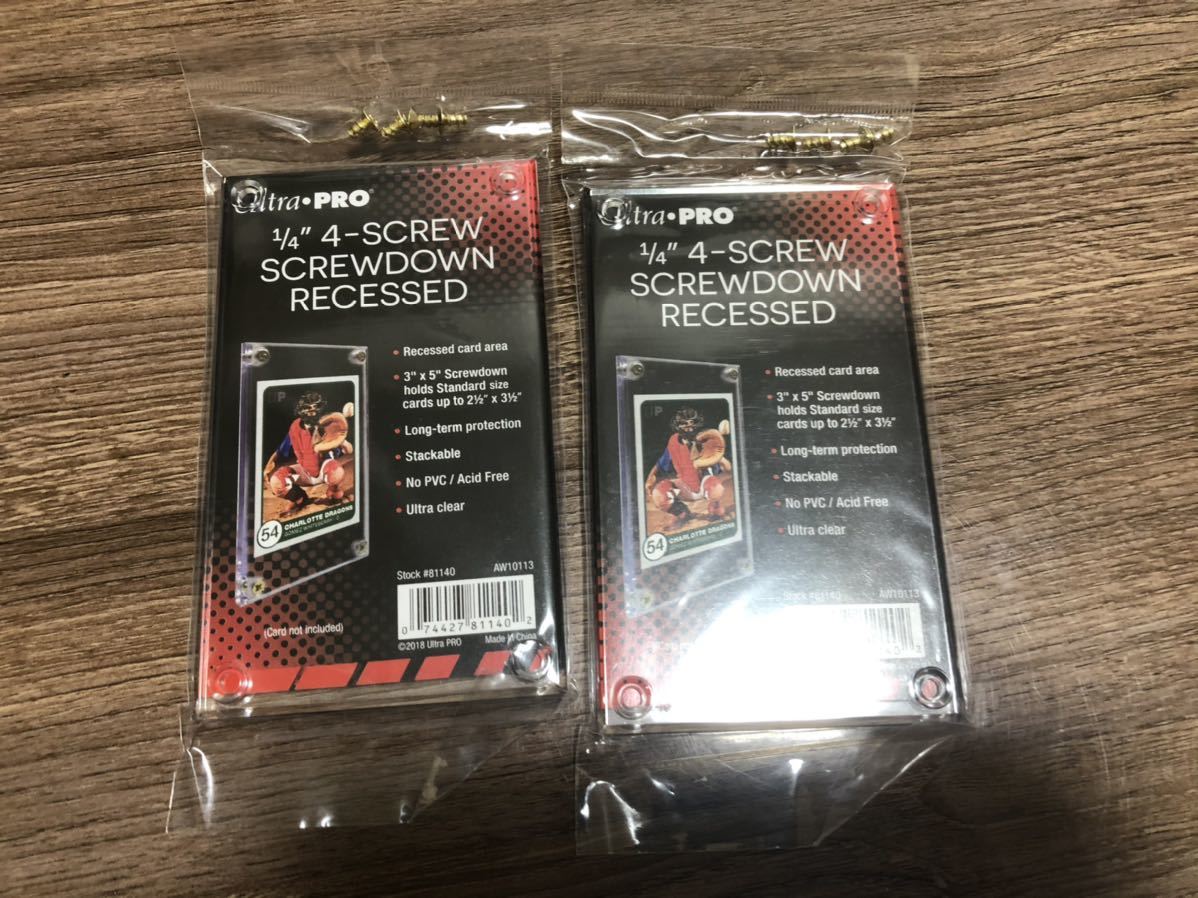 Ultra•PRO®
1/4" 4-SCREW
SCREWDOWN
RECESSED
• Recessed card area
• 3" x 5" Screwdown
holds Standard size
cards up to 2½" x 3½"
• Long-term protection
• Stackable
• No PVC / Acid Free
• Ultra clear
UP
54
CHARLOTTE DRAGONS
Stock #81140 AW10113
(Card not included)
0 74427 81140 2
©2018 Ultra PRO Made in China
Ultra•PRO®
1/4" 4-SCREW
SCREWDOWN
RECESSED
• Recessed card area
• 3" x 5" Screwdown
holds Standard size
cards up to 2½" x 3½"
• Long-term protection
• Stackable
• No PVC / Acid Free
• Ultra clear
54
CHARLOTTE DRAGONS
Stock #81140 AW10113